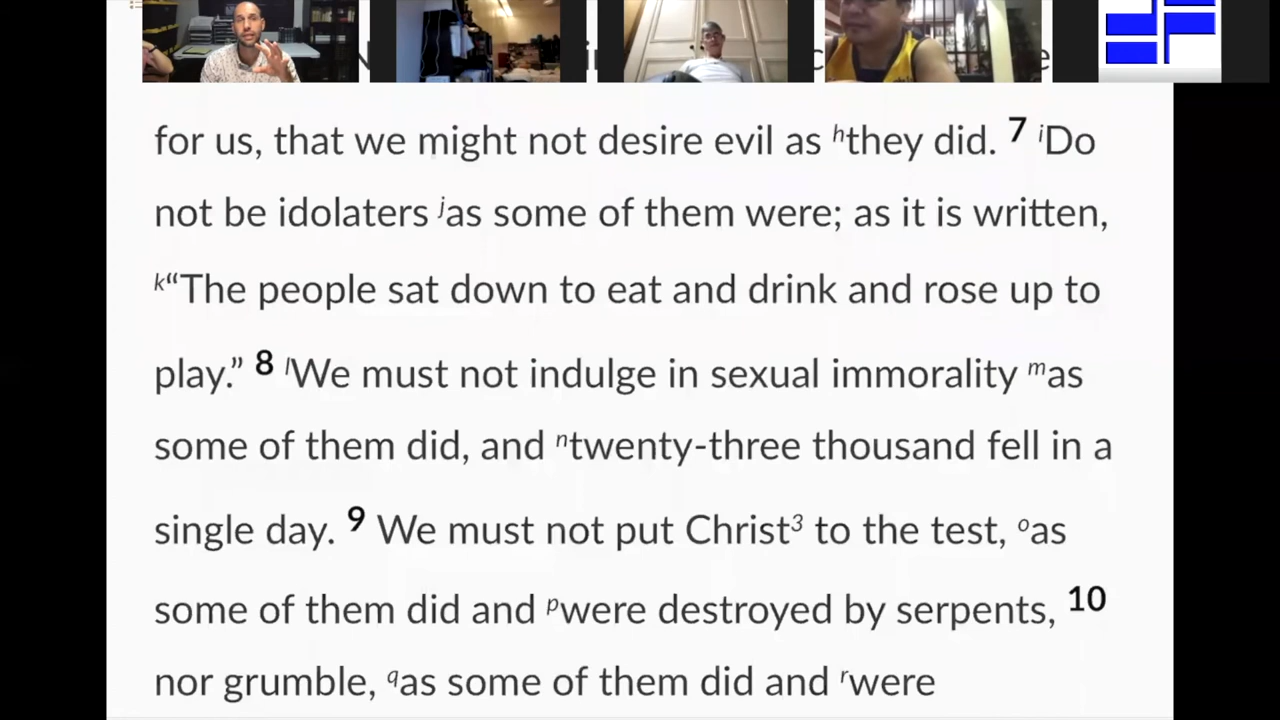 for us, that we might not desire evil as hthey did. 7 iDo
not be idolaters jas some of them were; as it is written,
k“The people sat down to eat and drink and rose up to
play.” 8 lWe must not indulge in sexual immorality mas
some of them did, and ntwenty-three thousand fell in a
single day. 9 We must not put Christ3 to the test, oas
some of them did and pwere destroyed by serpents, 10
nor grumble, qas some of them did and rwere